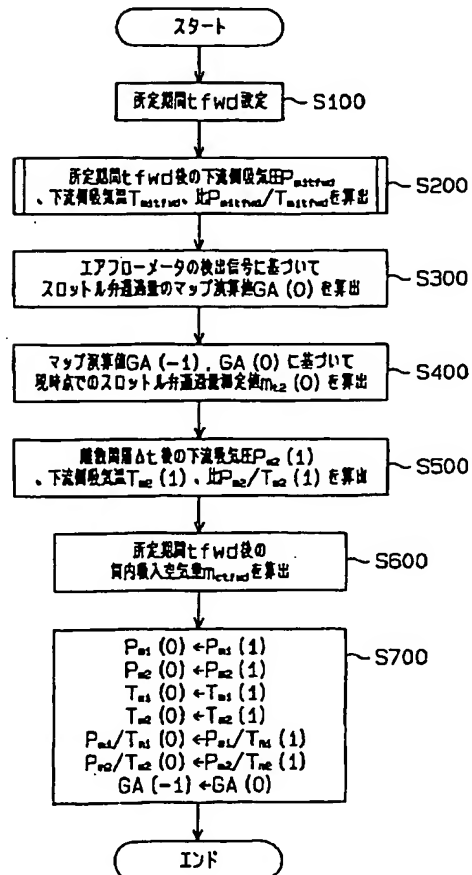 スタート
所定期間tfwd設定
S100
所定期間tfwd後の下流側吸気圧Pm1tfwd
、下流側吸気温Tm1tfwd、比Pm1tfwd/Tm1tfwdを算出
S200
エアフローメータの検出信号に基づいて
スロットル弁通過量のマップ演算値GA(0)を算出
S300
マップ演算値GA(-1),GA(0)に基づいて
現時点でのスロットル弁通過量測定値mt2(0)を算出
S400
離散間隔Δt後の下流吸気圧Pm2(1)
、下流側吸気温Tm2(1)、比Pm2/Tm2(1)を算出
S500
所定期間tfwd後の
筒内吸入空気量mctfwdを算出
S600
Pm1(0)←Pm1(1)
Pm2(0)←Pm2(1)
Tm1(0)←Tm1(1)
Tm2(0)←Tm2(1)
Pm1/Tm1(0)←Pm1/Tm1(1)
Pm2/Tm2(0)←Pm2/Tm2(1)
GA(-1)←GA(0)
S700
エンド